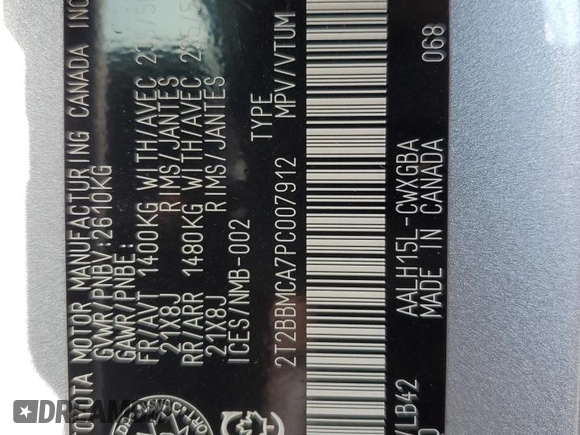 TOYOTA MOTOR MANUFACTURING CANADA INC
GVWR/PNBV:2610KG
GAWR/PNBE:
FR/AVT 1400KG WITH/AVEC
21X8J RIMS/JANTES
RR/ARR 1480KG WITH/AVEC
21X8J RIMS/JANTES
ICES/NMB-002
2T2BBMCA7PC007912 TYPE MPV/VTUM
VLB42 AALH15L-CWXGBA
MADE IN CANADA 068
DREAM